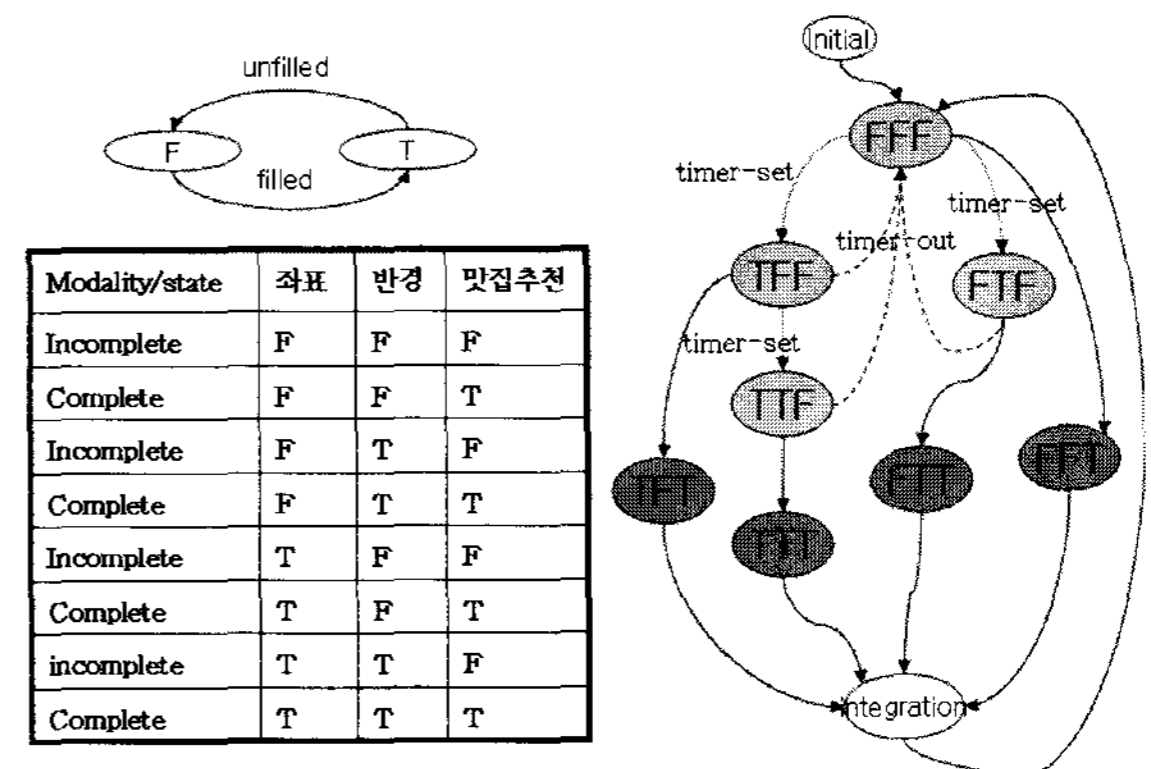 unfilled
F
T
filled
Modality/state 좌표 반경 맛집추천
Incomplete F F F
Complete F F T
Incomplete F T F
Complete F T T
Incomplete T F F
Complete T F T
incomplete T T F
Complete T T T
Initial
FFF
timer-set
timer-set
timer-out
TFF
FTF
timer-set
TTF
TFT
FTT
FFT
Integration